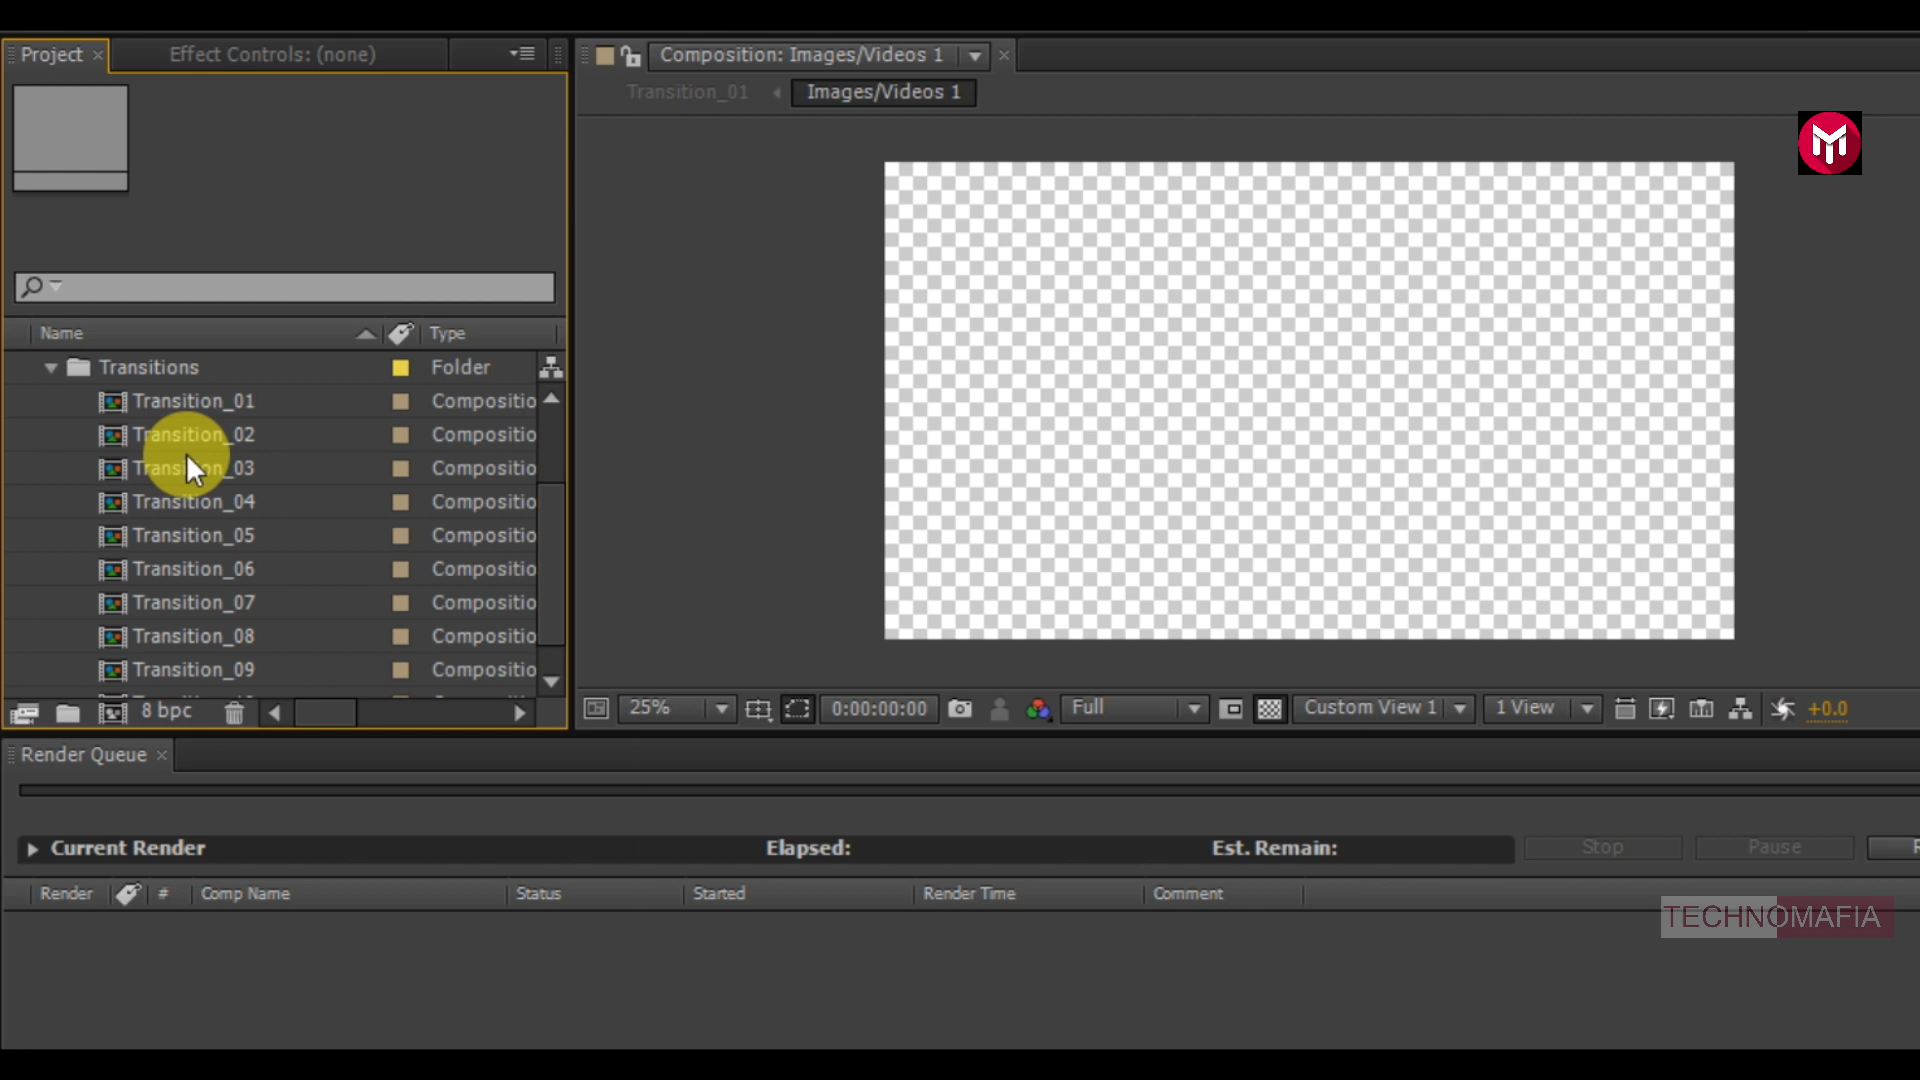 Project
Effect Controls: (none)
Composition: Images/Videos 1
Transition_01
Images/Videos 1
Name
Type
Transitions
Folder
Transition_01
Compositio
Transition_02
Compositio
Transition_03
Compositio
Transition_04
Compositio
Transition_05
Compositio
Transition_06
Compositio
Transition_07
Compositio
Transition_08
Compositio
Transition_09
Compositio
8 bpc
25%
0:00:00:00
Full
Custom View 1
1 View
+0.0
Render Queue
Current Render
Elapsed:
Est. Remain:
Stop
Pause
Render
#
Comp Name
Status
Started
Render Time
Comment
TECHNOMAFIA